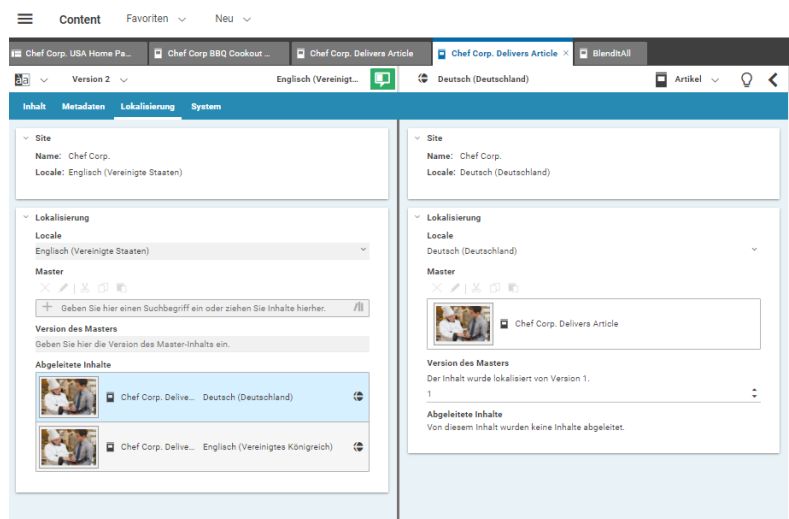 Content Favoriten Neu
Chef Corp. USA Home Pa... Chef Corp BBQ Cookout ... Chef Corp. Delivers Article Chef Corp. Delivers Article BlendItAll
Version 2 Englisch (Vereinigt... Deutsch (Deutschland) Artikel
Inhalt Metadaten Lokalisierung System
Site
Name: Chef Corp.
Locale: Englisch (Vereinigte Staaten)
Lokalisierung
Locale
Englisch (Vereinigte Staaten)
Master
Geben Sie hier einen Suchbegriff ein oder ziehen Sie Inhalte hierher.
Version des Masters
Geben Sie hier die Version des Master-Inhalts ein.
Abgeleitete Inhalte
Chef Corp. Delive... Deutsch (Deutschland)
Chef Corp. Delive... Englisch (Vereinigtes Königreich)
Site
Name: Chef Corp.
Locale: Deutsch (Deutschland)
Lokalisierung
Locale
Deutsch (Deutschland)
Master
Chef Corp. Delivers Article
Version des Masters
Der Inhalt wurde lokalisiert von Version 1.
1
Abgeleitete Inhalte
Von diesem Inhalt wurden keine Inhalte abgeleitet.